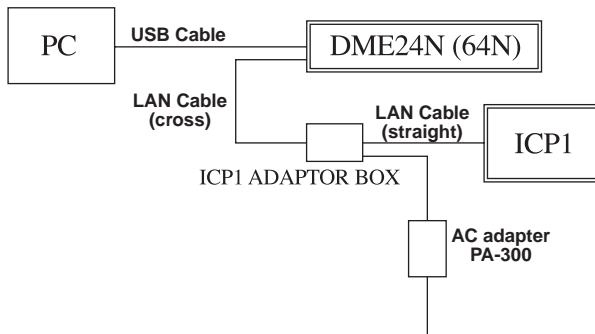 PC
USB Cable
DME24N (64N)
LAN Cable
(cross)
LAN Cable
(straight)
ICP1
ICP1 ADAPTOR BOX
AC adapter
PA-300